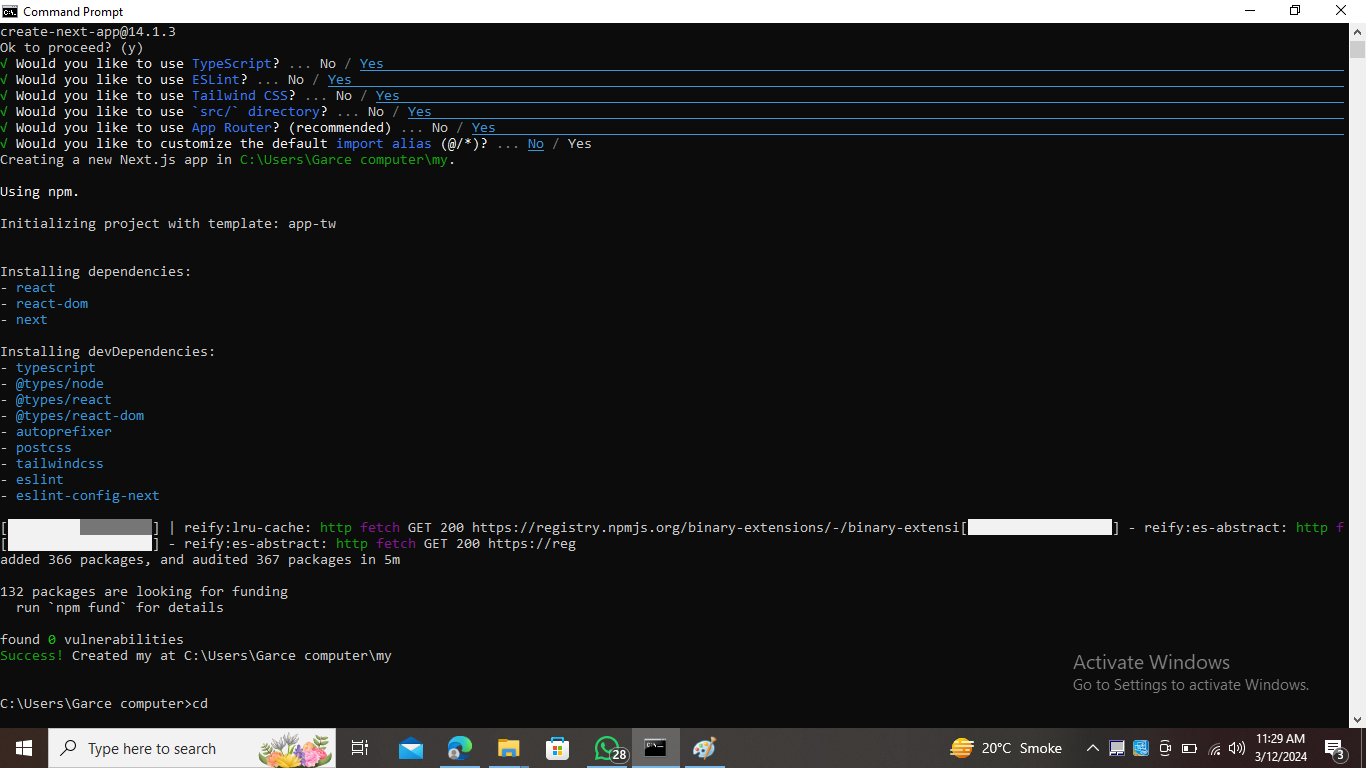 Command Prompt
create-next-app@14.1.3
Ok to proceed? (y)
√ Would you like to use TypeScript? ... No / Yes
√ Would you like to use ESLint? ... No / Yes
√ Would you like to use Tailwind CSS? ... No / Yes
√ Would you like to use `src/` directory? ... No / Yes
√ Would you like to use App Router? (recommended) ... No / Yes
√ Would you like to customize the default import alias (@/*)? ... No / Yes
Creating a new Next.js app in C:\Users\Garce computer\my.
Using npm.
Initializing project with template: app-tw
Installing dependencies:
- react
- react-dom
- next
Installing devDependencies:
- typescript
- @types/node
- @types/react
- @types/react-dom
- autoprefixer
- postcss
- tailwindcss
- eslint
- eslint-config-next
[ ] | reify:lru-cache: http fetch GET 200 https://registry.npmjs.org/binary-extensions/-/binary-extensi[ ] - reify:es-abstract: http f
[ ] - reify:es-abstract: http fetch GET 200 https://reg
added 366 packages, and audited 367 packages in 5m
132 packages are looking for funding
run `npm fund` for details
found 0 vulnerabilities
Success! Created my at C:\Users\Garce computer\my
Activate Windows
Go to Settings to activate Windows.
C:\Users\Garce computer>cd
Type here to search
28
20°C Smoke
11:29 AM
3/12/2024
3